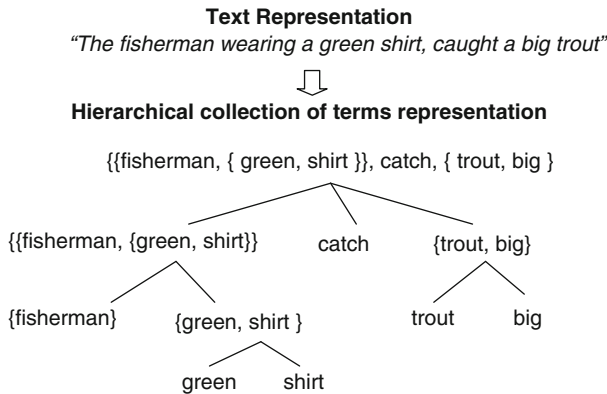 Text Representation
“The fisherman wearing a green shirt, caught a big trout”
Hierarchical collection of terms representation
{{fisherman, { green, shirt }}, catch, { trout, big }
{{fisherman, {green, shirt}} catch {trout, big}
{fisherman} {green, shirt } trout big
green shirt